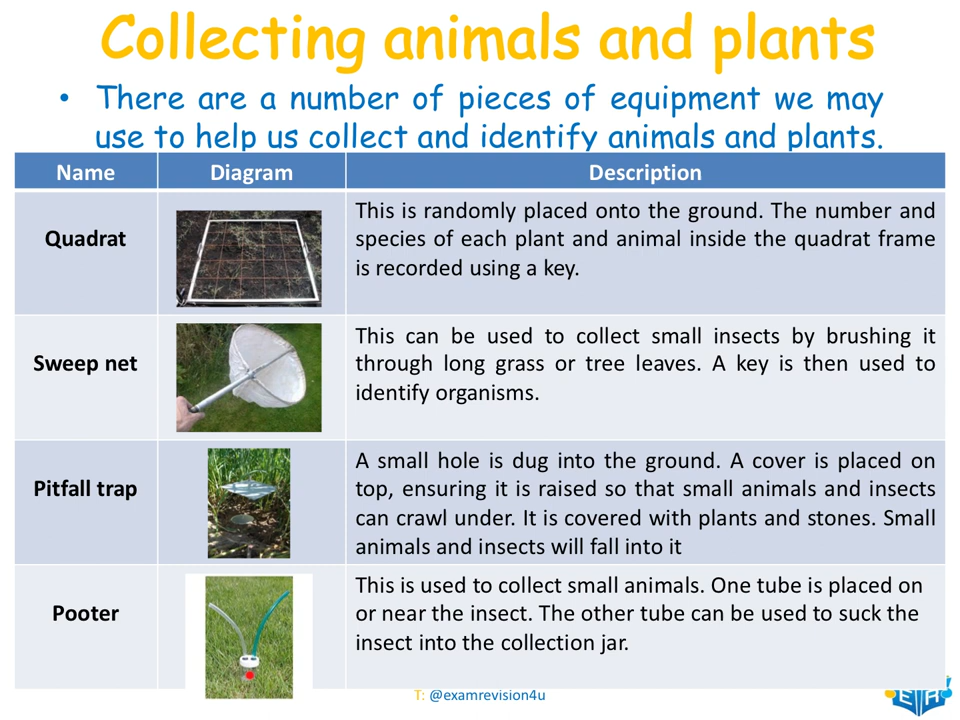 Collecting animals and plants
• There are a number of pieces of equipment we may
use to help us collect and identify animals and plants.
Name Diagram Description
Quadrat
This is randomly placed onto the ground. The number and
species of each plant and animal inside the quadrat frame
is recorded using a key.
Sweep net
This can be used to collect small insects by brushing it
through long grass or tree leaves. A key is then used to
identify organisms.
Pitfall trap
A small hole is dug into the ground. A cover is placed on
top, ensuring it is raised so that small animals and insects
can crawl under. It is covered with plants and stones. Small
animals and insects will fall into it
Pooter
This is used to collect small animals. One tube is placed on
or near the insect. The other tube can be used to suck the
insect into the collection jar.
T: @examrevision4u